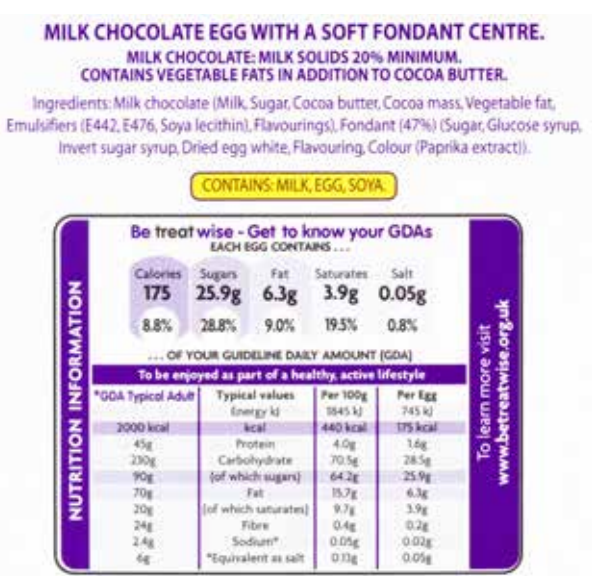 MILK CHOCOLATE EGG WITH A SOFT FONDANT CENTRE.
MILK CHOCOLATE: MILK SOLIDS 20% MINIMUM.
CONTAINS VEGETABLE FATS IN ADDITION TO COCOA BUTTER.
Ingredients: Milk chocolate (Milk, Sugar, Cocoa butter, Cocoa mass, Vegetable fat,
Emulsifiers (E442, E476, Soya lecithin), Flavourings), Fondant (47%) (Sugar, Glucose syrup,
Invert sugar syrup, Dried egg white, Flavouring, Colour (Paprika extract)).
CONTAINS: MILK, EGG, SOYA.
NUTRITION INFORMATION
Be treatwise - Get to know your GDAs
EACH EGG CONTAINS . . .
Calories Sugars Fat Saturates Salt
175 25.9g 6.3g 3.9g 0.05g
8.8% 28.8% 9.0% 19.5% 0.8%
. . . OF YOUR GUIDELINE DAILY AMOUNT (GDA)
To be enjoyed as part of a healthy, active lifestyle
*GDA Typical Adult Typical values Per 100g Per Egg
Energy kJ 1845 kJ 745 kJ
2000 kcal kcal 440 kcal 175 kcal
45g Protein 4.0g 1.6g
230g Carbohydrate 70.5g 28.5g
90g (of which sugars) 64.2g 25.9g
70g Fat 15.7g 6.3g
20g (of which saturates) 9.7g 3.9g
24g Fibre 0.4g 0.2g
2.4g Sodium* 0.05g 0.02g
6g *Equivalent as salt 0.13g 0.05g
To learn more visit
www.betreatwise.org.uk